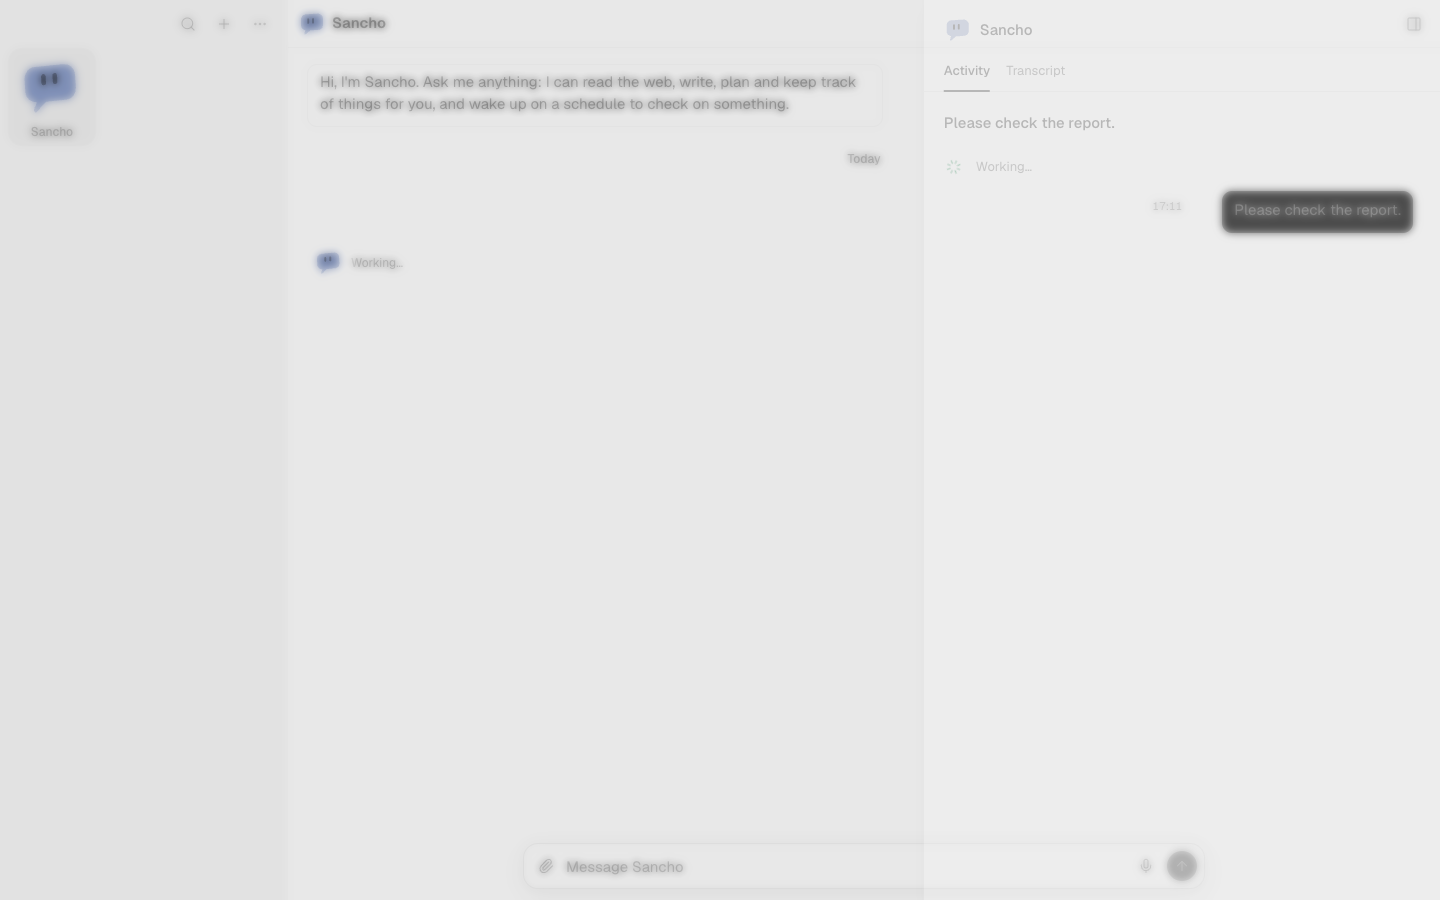 Sancho
Sancho
Hi, I'm Sancho. Ask me anything: I can read the web, write, plan and keep track
of things for you, and wake up on a schedule to check on something.
Today
Working...
Message Sancho
Sancho
Activity
Transcript
Please check the report.
Working...
17:11
Please check the report.